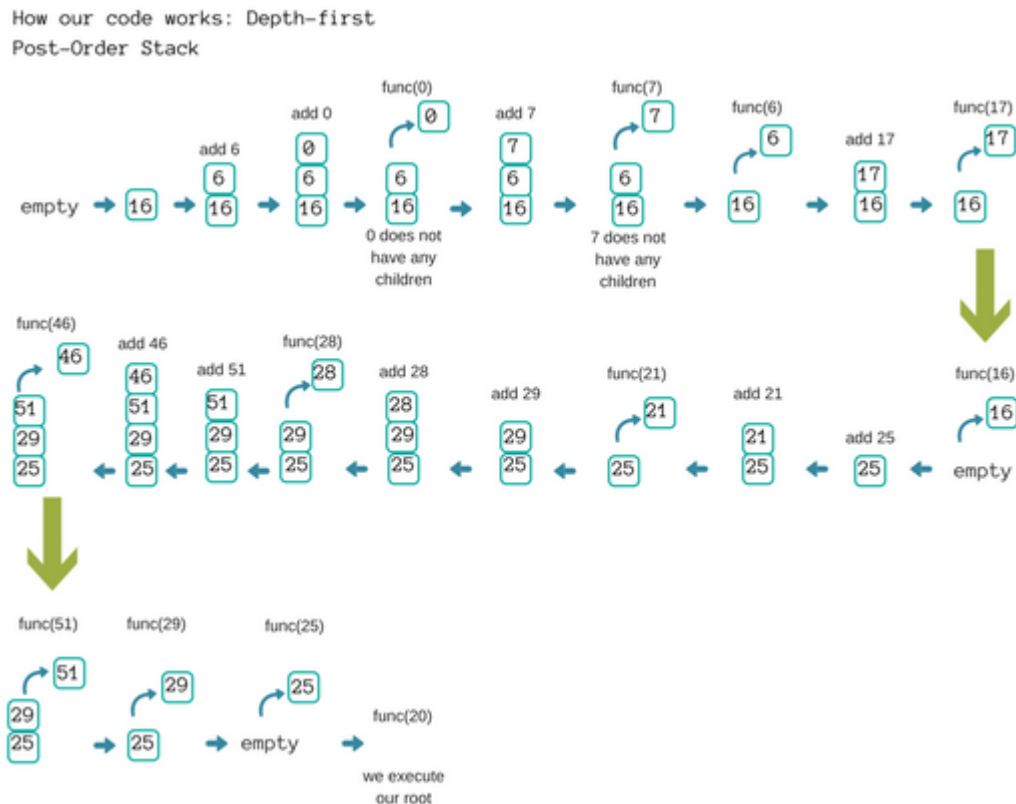 How our code works: Depth-first
Post-Order Stack
func(0)
func(7)
func(6)
func(17)
add 0
add 7
add 6
add 17
0
7
6
17
0
7
17
6
6
6
6
6
empty
16
16
16
16
16
16
16
16
16
0 does not
have any
children
7 does not
have any
children
func(46)
add 46
func(28)
add 28
func(21)
func(16)
add 51
add 29
add 21
add 25
46
46
28
21
16
51
51
51
28
29
29
29
29
29
29
21
25
25
25
25
25
25
25
25
25
empty
func(51)
func(29)
func(25)
51
29
25
func(20)
29
25
25
empty
we execute
our root